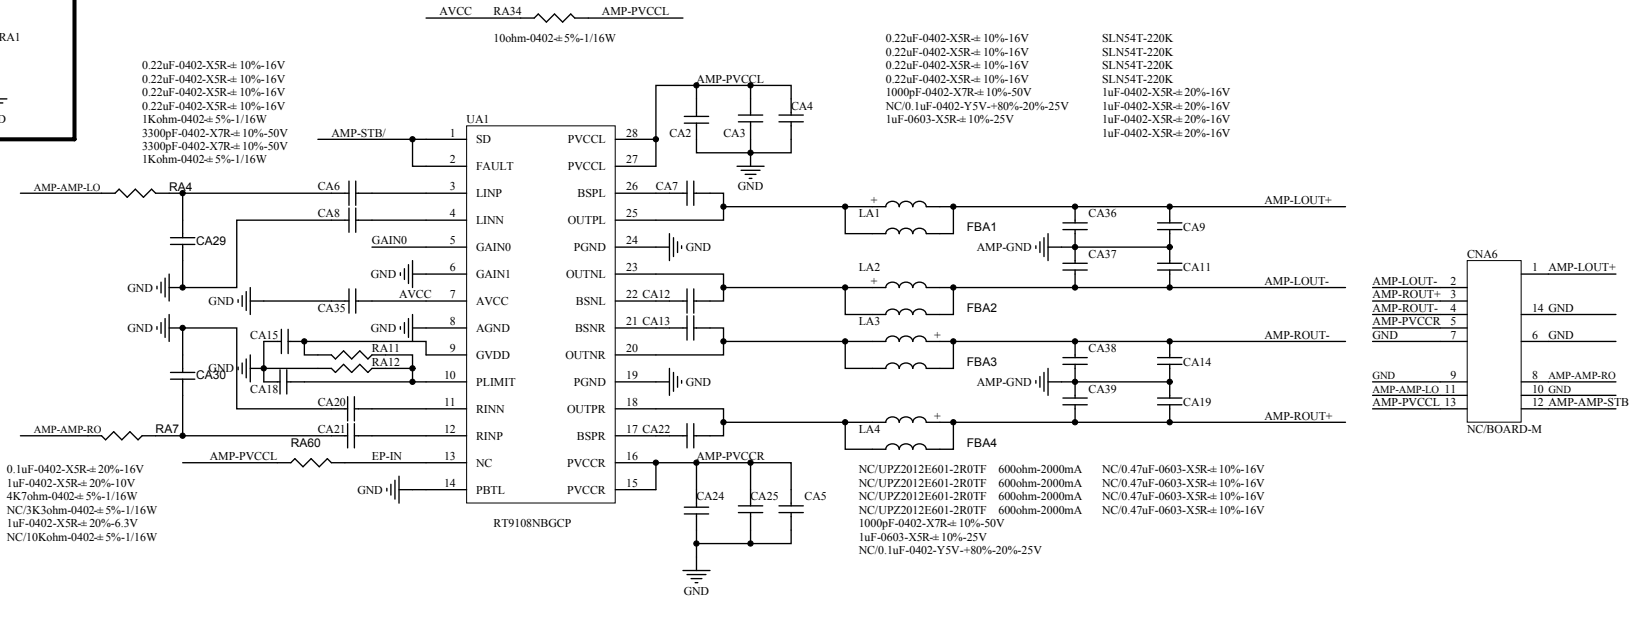 AVCC RA34 AMP-PVCCL
10ohm-0402-±5%-1/16W
RA1
D
0.22uF-0402-X5R-±10%-16V
0.22uF-0402-X5R-±10%-16V
0.22uF-0402-X5R-±10%-16V
0.22uF-0402-X5R-±10%-16V
1Kohm-0402-±5%-1/16W
3300pF-0402-X7R-±10%-50V
3300pF-0402-X7R-±10%-50V
1Kohm-0402-±5%-1/16W
0.22uF-0402-X5R-±10%-16V
0.22uF-0402-X5R-±10%-16V
0.22uF-0402-X5R-±10%-16V
0.22uF-0402-X5R-±10%-16V
1000pF-0402-X7R-±10%-50V
NC/0.1uF-0402-Y5V-+80%-20%-25V
1uF-0603-X5R-±10%-25V
SLN54T-220K
SLN54T-220K
SLN54T-220K
SLN54T-220K
1uF-0402-X5R-±20%-16V
1uF-0402-X5R-±20%-16V
1uF-0402-X5R-±20%-16V
1uF-0402-X5R-±20%-16V
AMP-PVCCL
CA2 CA3 CA4
GND
UA1
AMP-STB/ 1 SD PVCCL 28
2 FAULT PVCCL 27
AMP-AMP-LO RA4 CA6 3 LINP BSPL 26 CA7
CA8 4 LINN OUTPL 25
CA29 GAIN0 5 GAIN0 PGND 24 GND
GND 6 GAIN1 OUTNL 23
GND
GND CA35 AVCC 7 AVCC BSNL 22 CA12
GND GND 8 AGND BSNR 21 CA13
CA15 RA11 9 GVDD OUTNR 20
GND RA12
CA30 CA18 10 PLIMIT PGND 19 GND
CA20 11 RINN OUTPR 18
AMP-AMP-RO RA7 CA21 12 RINP BSPR 17 CA22
RA60
AMP-PVCCL EP-IN 13 NC PVCCR 16 AMP-PVCCR
GND 14 PBTL PVCCR 15
RT9108NBGCP
CA24 CA25 CA5
GND
0.1uF-0402-X5R-±20%-16V
1uF-0402-X5R-±20%-10V
4K7ohm-0402-±5%-1/16W
NC/3K3ohm-0402-±5%-1/16W
1uF-0402-X5R-±20%-6.3V
NC/10Kohm-0402-±5%-1/16W
+ LA1 FBA1 CA36 CA9 AMP-LOUT+
AMP-GND
LA2 + FBA2 CA37 CA11 AMP-LOUT-
LA3 + FBA3 CA38 CA14 AMP-ROUT-
AMP-GND
LA4 + FBA4 CA39 CA19 AMP-ROUT+
NC/UPZ2012E601-2R0TF 600ohm-2000mA NC/0.47uF-0603-X5R-±10%-16V
NC/UPZ2012E601-2R0TF 600ohm-2000mA NC/0.47uF-0603-X5R-±10%-16V
NC/UPZ2012E601-2R0TF 600ohm-2000mA NC/0.47uF-0603-X5R-±10%-16V
NC/UPZ2012E601-2R0TF 600ohm-2000mA NC/0.47uF-0603-X5R-±10%-16V
1000pF-0402-X7R-±10%-50V
1uF-0603-X5R-±10%-25V
NC/0.1uF-0402-Y5V-+80%-20%-25V
CNA6
1 AMP-LOUT+
AMP-LOUT- 2
AMP-ROUT+ 3
AMP-ROUT- 4 14 GND
AMP-PVCCR 5
GND 7 6 GND
GND 9 8 AMP-AMP-RO
AMP-AMP-LO 11 10 GND
AMP-PVCCL 13 12 AMP-AMP-STB
NC/BOARD-M